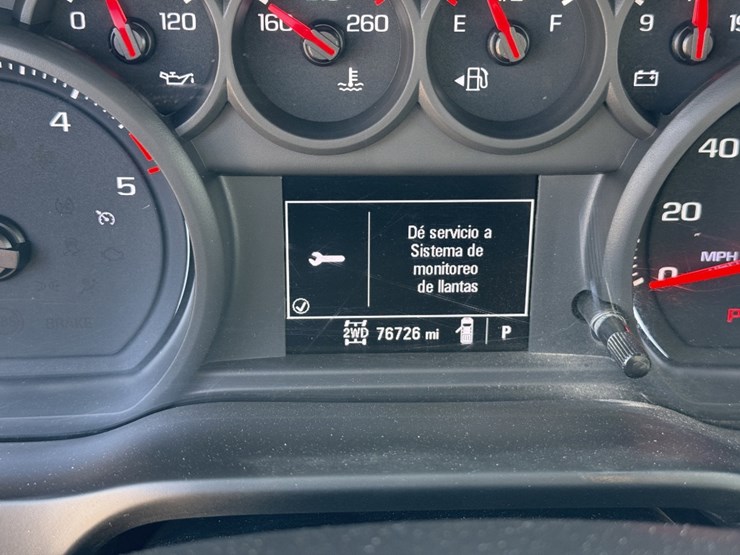 0 120
160 260
E F
9
4
5
40
20
0
MPH
Dé servicio a
Sistema de
monitoreo
de llantas
2WD 76726 mi P